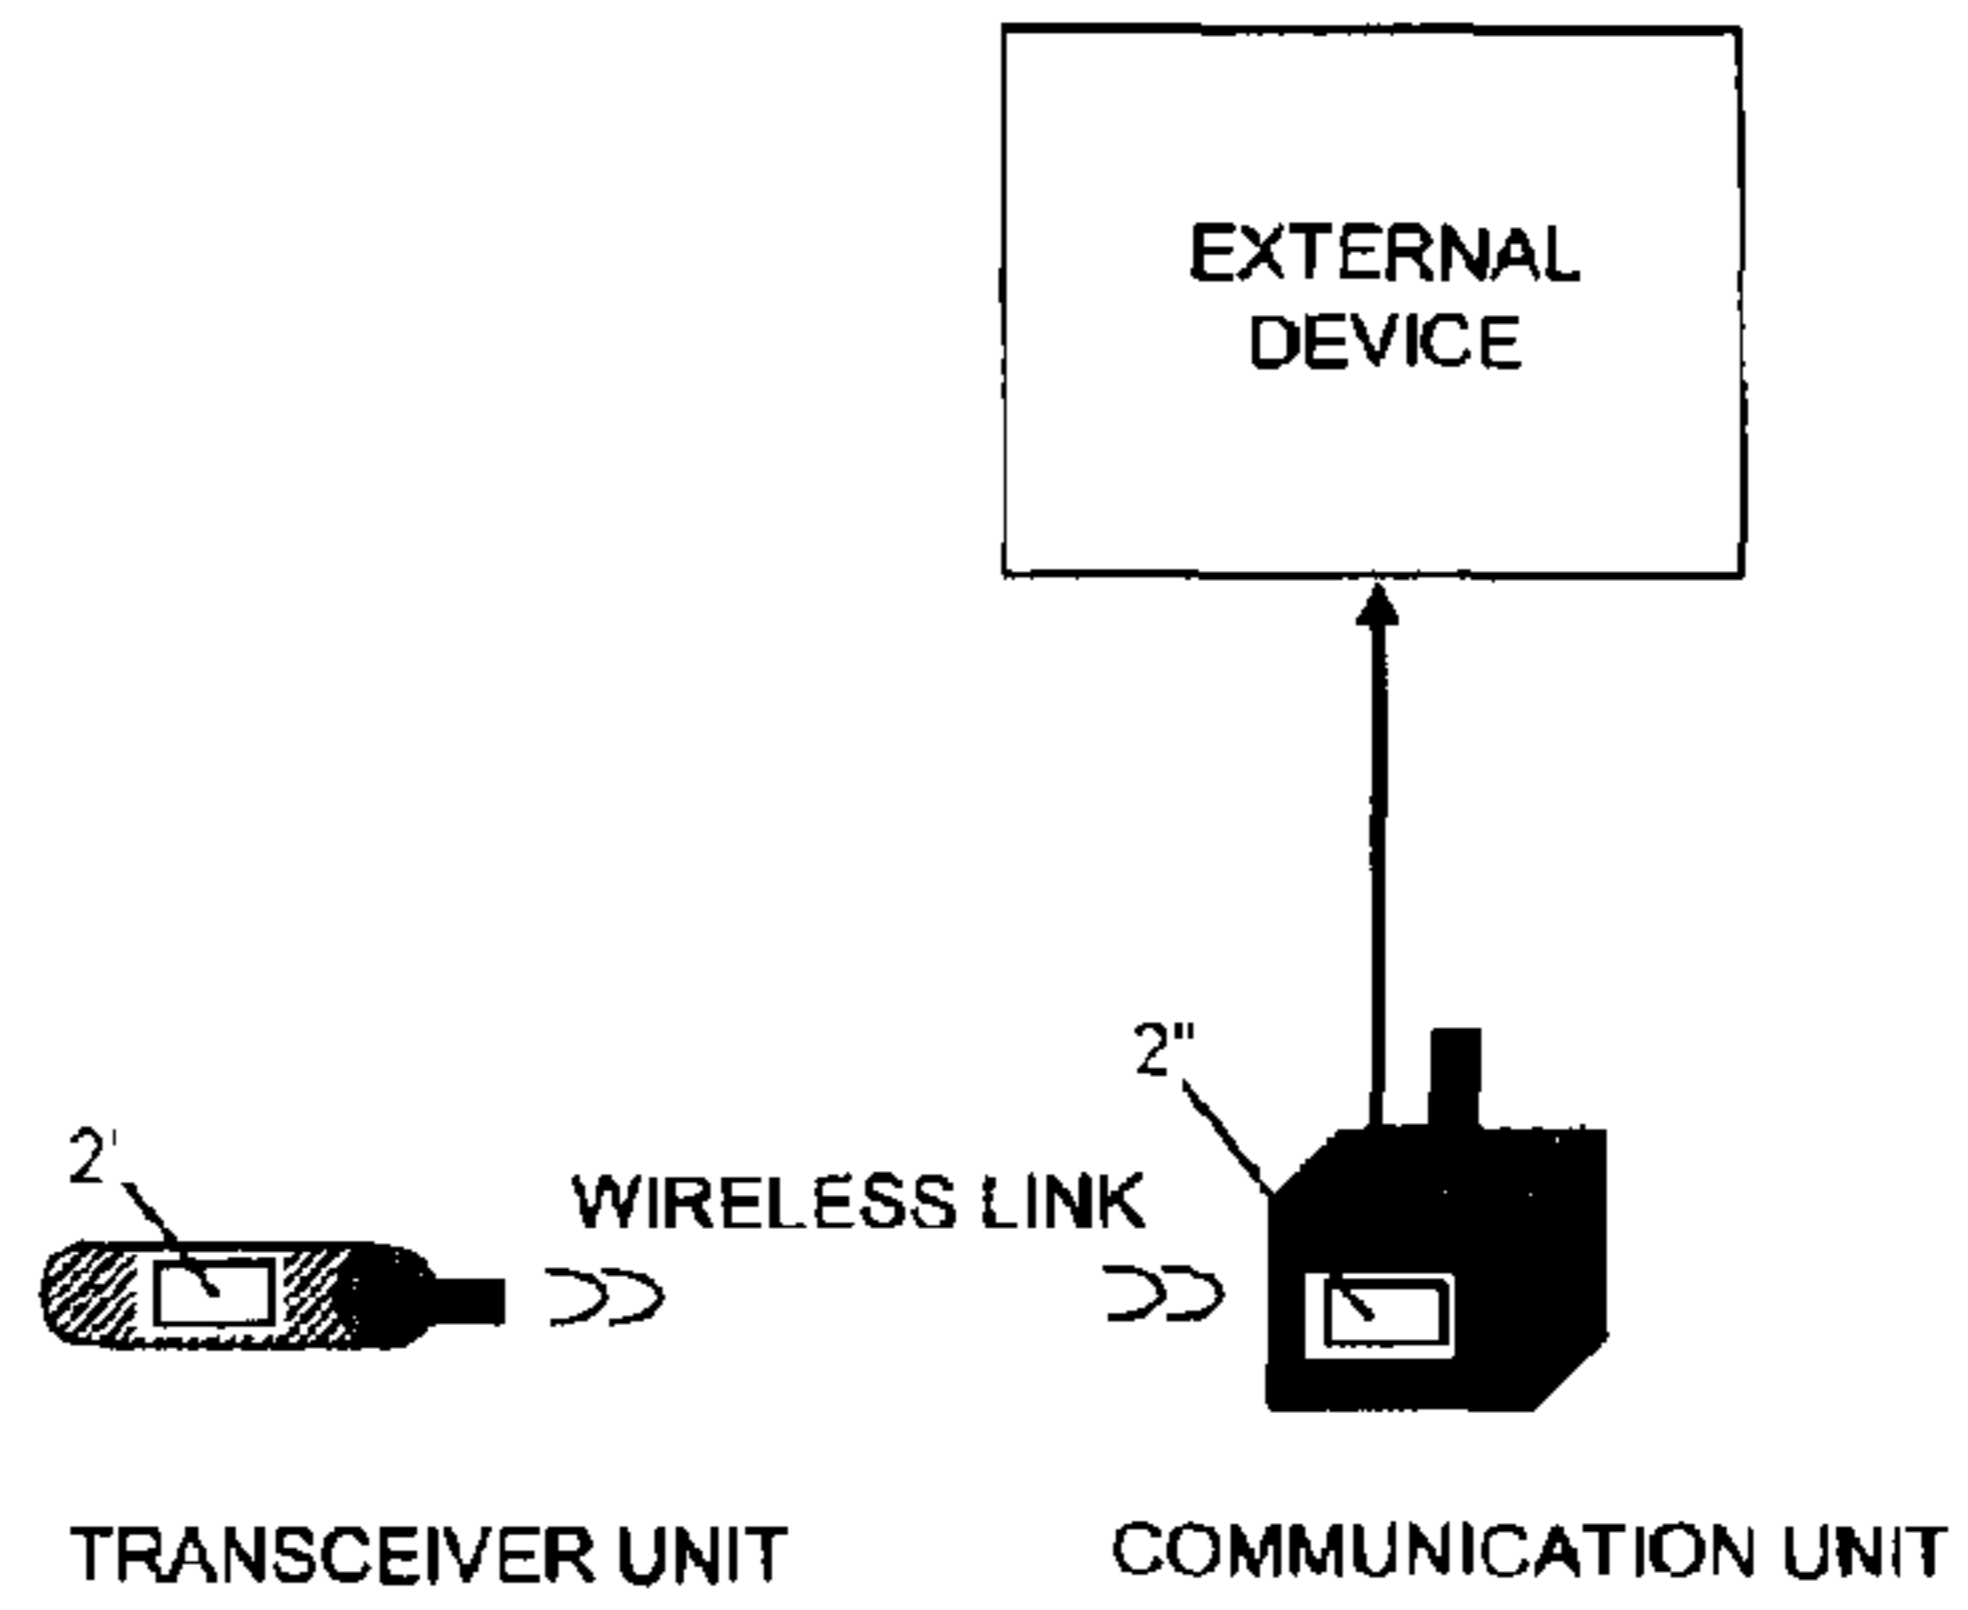 EXTERNAL
DEVICE
2"
2'
WIRELESS LINK
TRANSCEIVER UNIT
COMMUNICATION UNIT